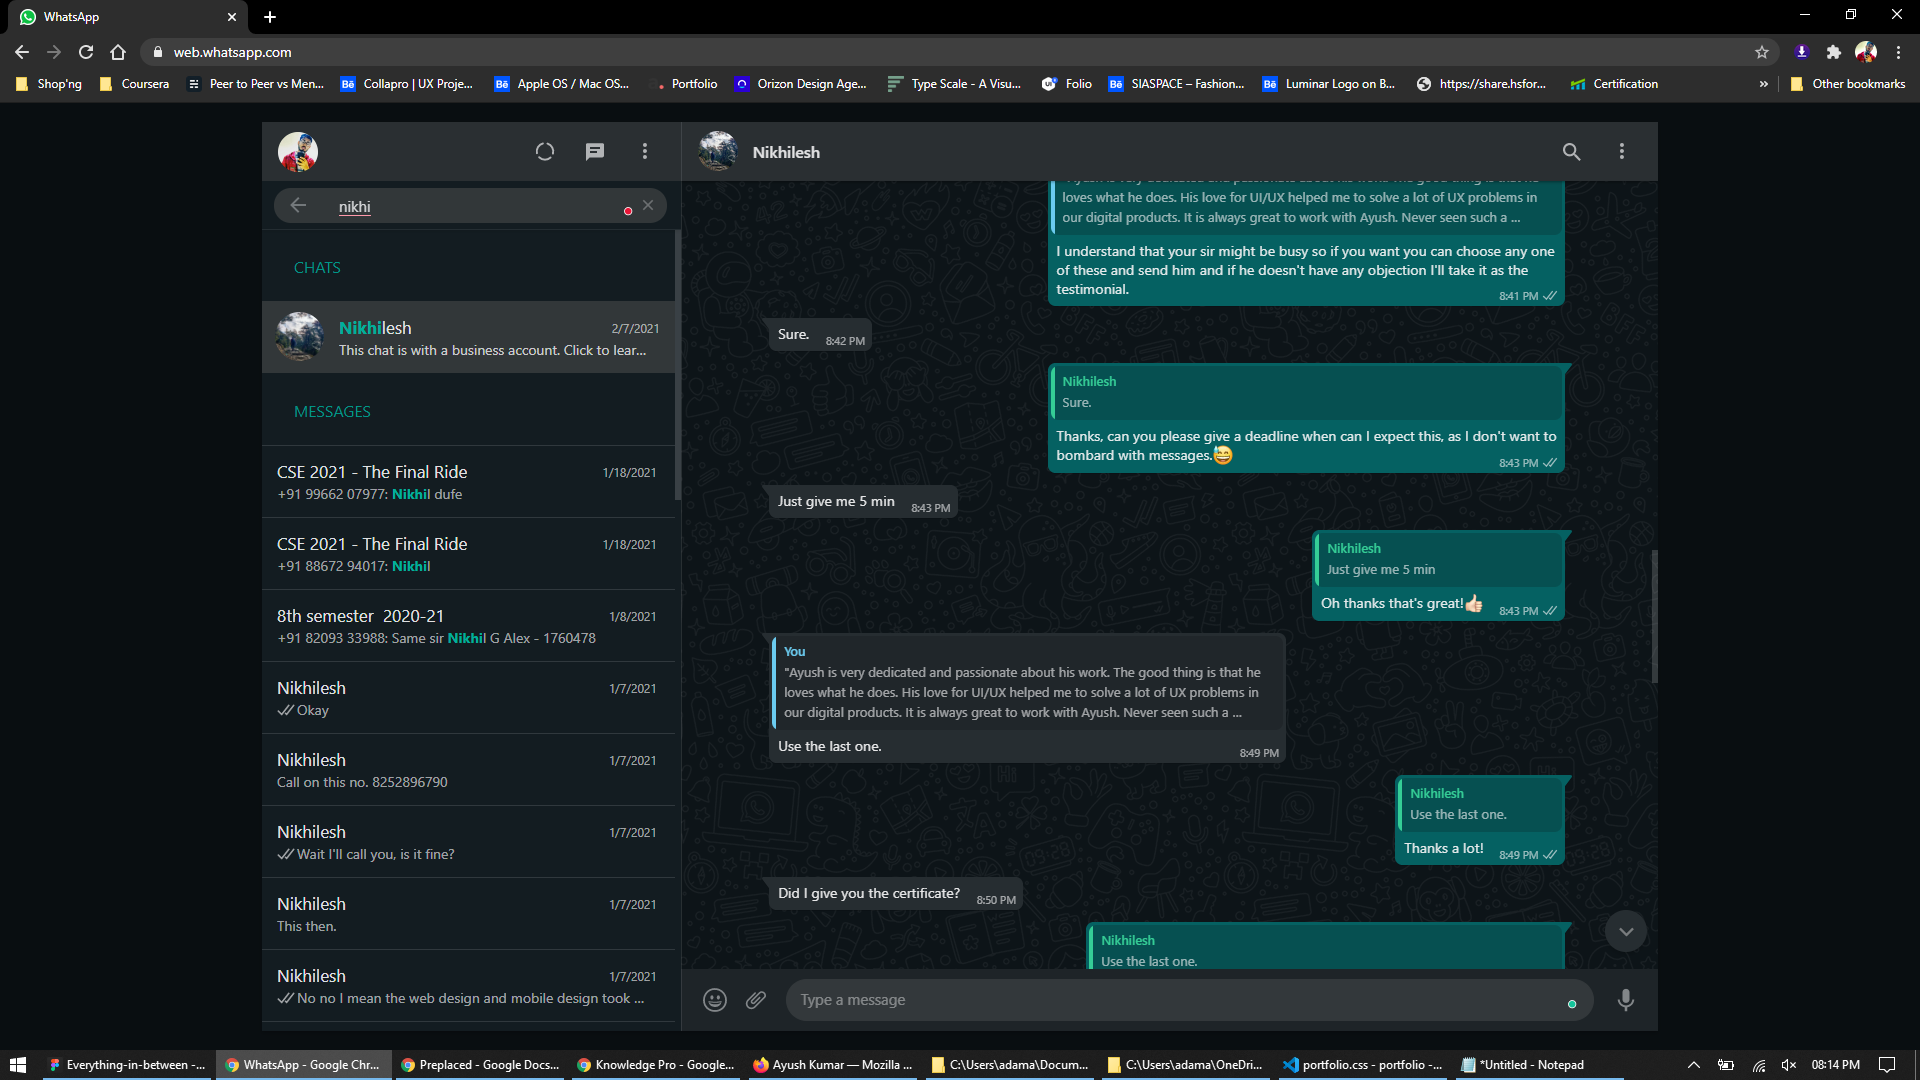 WhatsApp
web.whatsapp.com
Shop'ng
Coursera
Peer to Peer vs Men...
Bē Collapro | UX Proje...
Bē Apple OS / Mac OS...
Portfolio
Orizon Design Age...
Type Scale - A Visu...
Folio
Bē SIASPACE – Fashion...
Bē Luminar Logo on B...
https://share.hsfor...
Certification
»
Other bookmarks
nikhi
CHATS
Nikhilesh 2/7/2021
This chat is with a business account. Click to lear...
MESSAGES
CSE 2021 - The Final Ride 1/18/2021
+91 99662 07977: Nikhil dufe
CSE 2021 - The Final Ride 1/18/2021
+91 88672 94017: Nikhil
8th semester 2020-21 1/8/2021
+91 82093 33988: Same sir Nikhil G Alex - 1760478
Nikhilesh 1/7/2021
Okay
Nikhilesh 1/7/2021
Call on this no. 8252896790
Nikhilesh 1/7/2021
Wait I'll call you, is it fine?
Nikhilesh 1/7/2021
This then.
Nikhilesh 1/7/2021
No no I mean the web design and mobile design took ...
Nikhilesh
"Ayush is very dedicated and passionate about his work. The good thing is that he
loves what he does. His love for UI/UX helped me to solve a lot of UX problems in
our digital products. It is always great to work with Ayush. Never seen such a ...
I understand that your sir might be busy so if you want you can choose any one
of these and send him and if he doesn't have any objection I'll take it as the
testimonial.
8:41 PM
Sure. 8:42 PM
Nikhilesh
Sure.
Thanks, can you please give a deadline when can I expect this, as I don't want to
bombard with messages.😅
8:43 PM
Just give me 5 min 8:43 PM
Nikhilesh
Just give me 5 min
Oh thanks that's great!👍🏻 8:43 PM
You
"Ayush is very dedicated and passionate about his work. The good thing is that he
loves what he does. His love for UI/UX helped me to solve a lot of UX problems in
our digital products. It is always great to work with Ayush. Never seen such a ...
Use the last one.
8:49 PM
Nikhilesh
Use the last one.
Thanks a lot! 8:49 PM
Did I give you the certificate? 8:50 PM
Nikhilesh
Use the last one.
Type a message
Everything-in-between -...
WhatsApp - Google Chr...
Preplaced - Google Docs...
Knowledge Pro - Google...
Ayush Kumar — Mozilla ...
C:\Users\adama\Docum...
C:\Users\adama\OneDri...
portfolio.css - portfolio -...
*Untitled - Notepad
08:14 PM